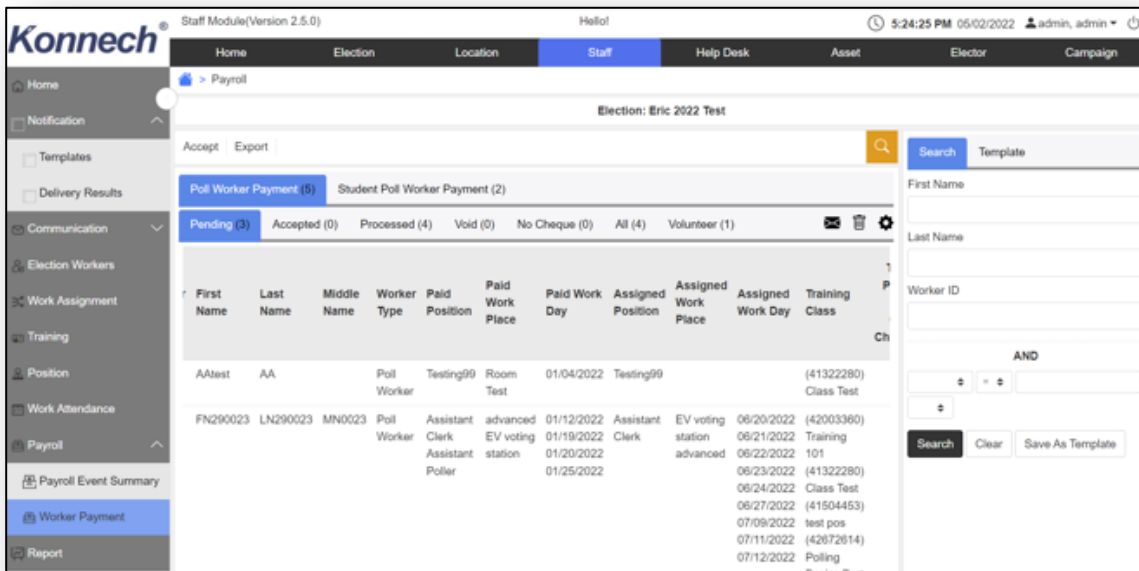 Konnech®
Staff Module(Version 2.5.0)
Hello!
5:24:25 PM 05/02/2022 admin, admin
Home Election Location Staff Help Desk Asset Elector Campaign
> Payroll
Election: Eric 2022 Test
Home
Notification
Templates
Delivery Results
Communication
Election Workers
Work Assignment
Training
Position
Work Attendance
Payroll
Payroll Event Summary
Worker Payment
Report
Accept Export
Poll Worker Payment (5) Student Poll Worker Payment (2)
Pending (3) Accepted (0) Processed (4) Void (0) No Cheque (0) All (4) Volunteer (1)
First Name Last Name Middle Name Worker Type Paid Position Paid Work Place Paid Work Day Assigned Position Assigned Work Place Assigned Work Day Training Class
Ch
AAtest AA Poll Worker Testing99 Room Test 01/04/2022 Testing99 (41322280) Class Test
FN290023 LN290023 MN0023 Poll Assistant advanced 01/12/2022 Assistant EV voting 06/20/2022 (42003360)
Worker Clerk EV voting 01/19/2022 Clerk station 06/21/2022 Training
Assistant station 01/20/2022 advanced 06/22/2022 101
Poller 01/25/2022 06/23/2022 (41322280)
06/24/2022 Class Test
06/27/2022 (41504453)
07/09/2022 test pos
07/11/2022 (42672614)
07/12/2022 Polling
Search Template
First Name
Last Name
Worker ID
AND
=
Search Clear Save As Template